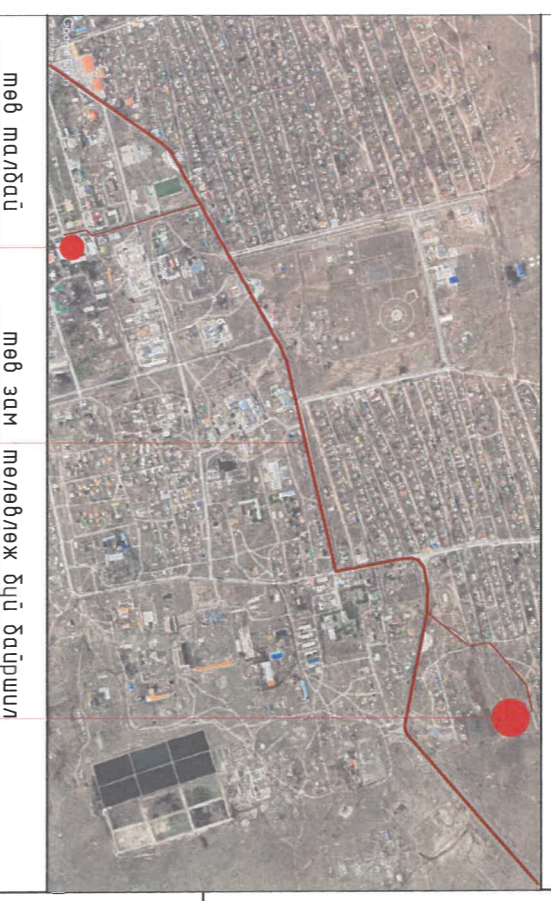 төв талбай
төв зам
төлөвлөж буй байршил